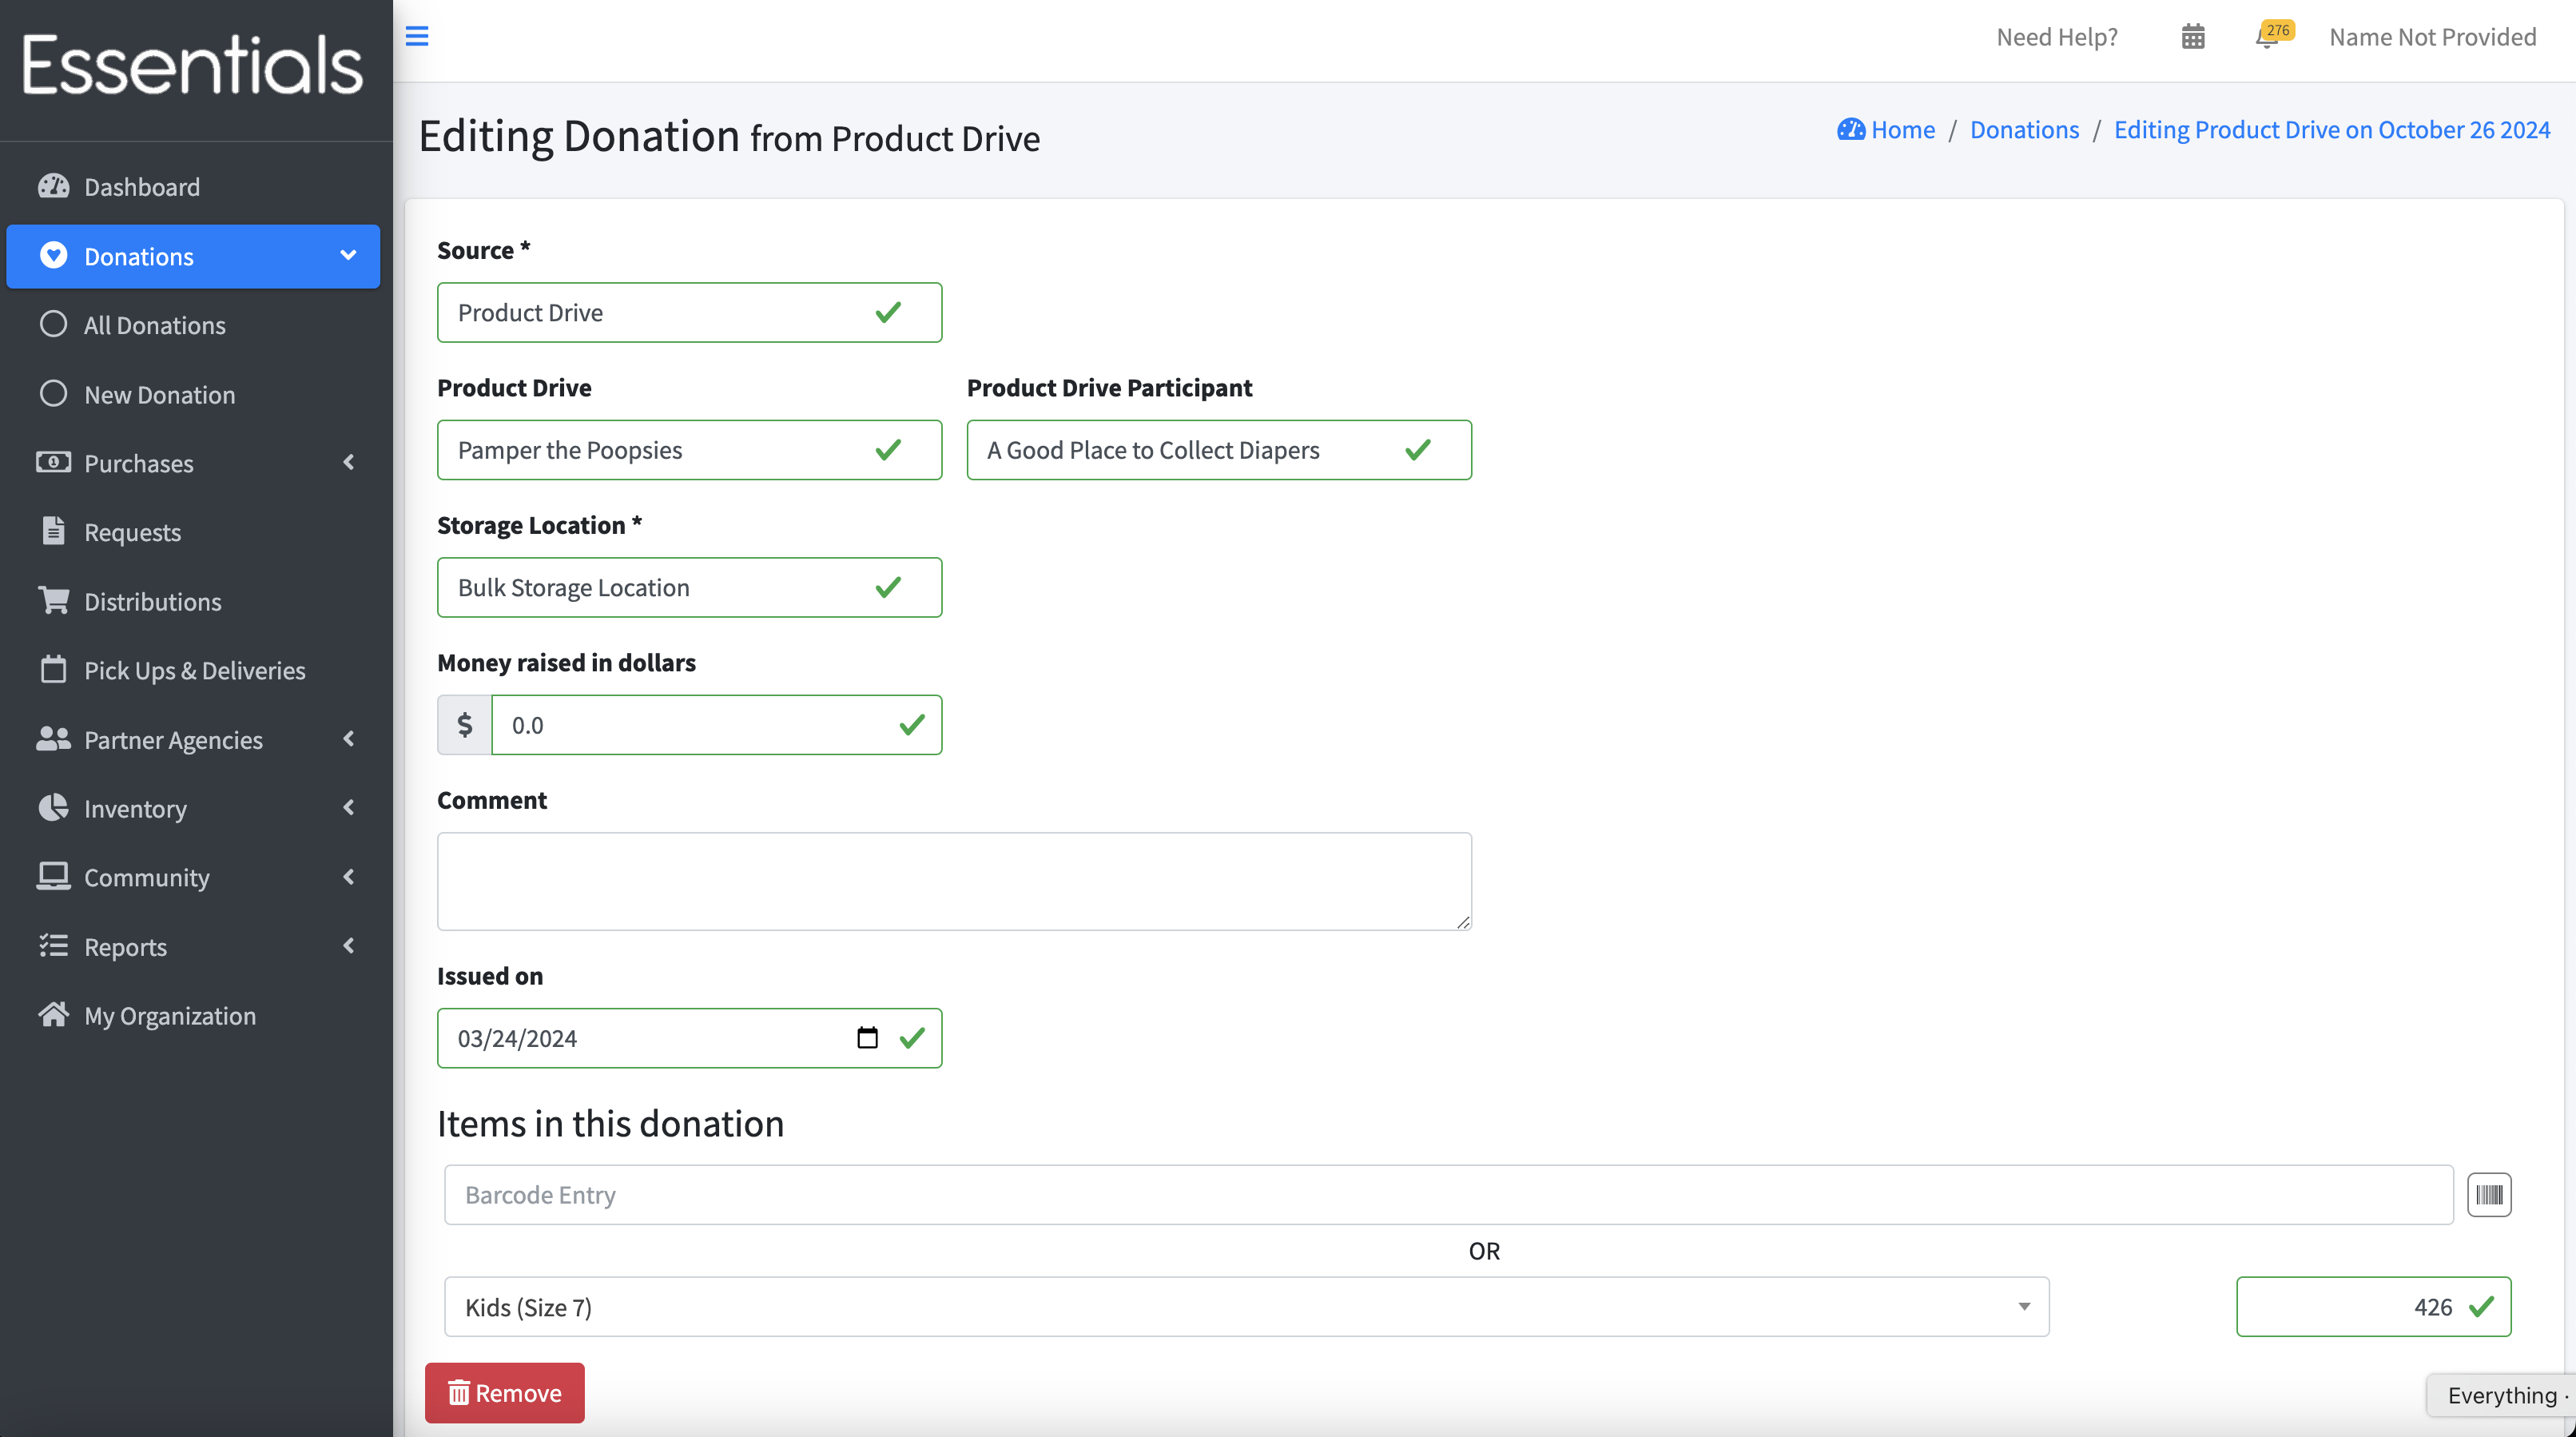 Essentials
Need Help?
276
Name Not Provided
Editing Donation from Product Drive
Home / Donations / Editing Product Drive on October 26 2024
Dashboard
Donations
All Donations
New Donation
Purchases
Requests
Distributions
Pick Ups & Deliveries
Partner Agencies
Inventory
Community
Reports
My Organization
Source *
Product Drive
Product Drive
Product Drive Participant
Pamper the Poopsies
A Good Place to Collect Diapers
Storage Location *
Bulk Storage Location
Money raised in dollars
$ 0.0
Comment
Issued on
03/24/2024
Items in this donation
Barcode Entry
OR
Kids (Size 7)
426
Remove
Everything ·